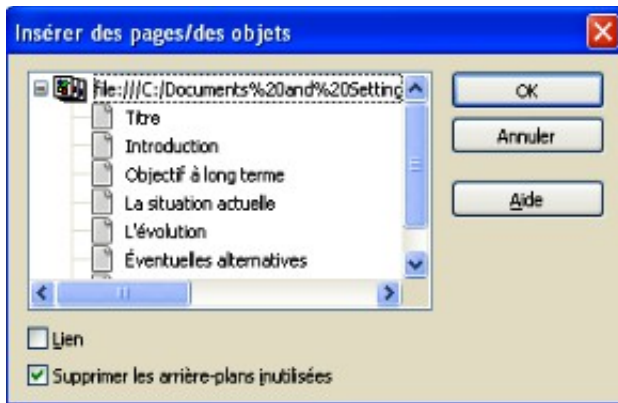 Insérer des pages/des objets
file:///C:/Documents%20and%20Setting
Titre
Introduction
Objectif à long terme
La situation actuelle
L'évolution
Éventuelles alternatives
OK
Annuler
Aide
Lien
Supprimer les arrière-plans inutilisées